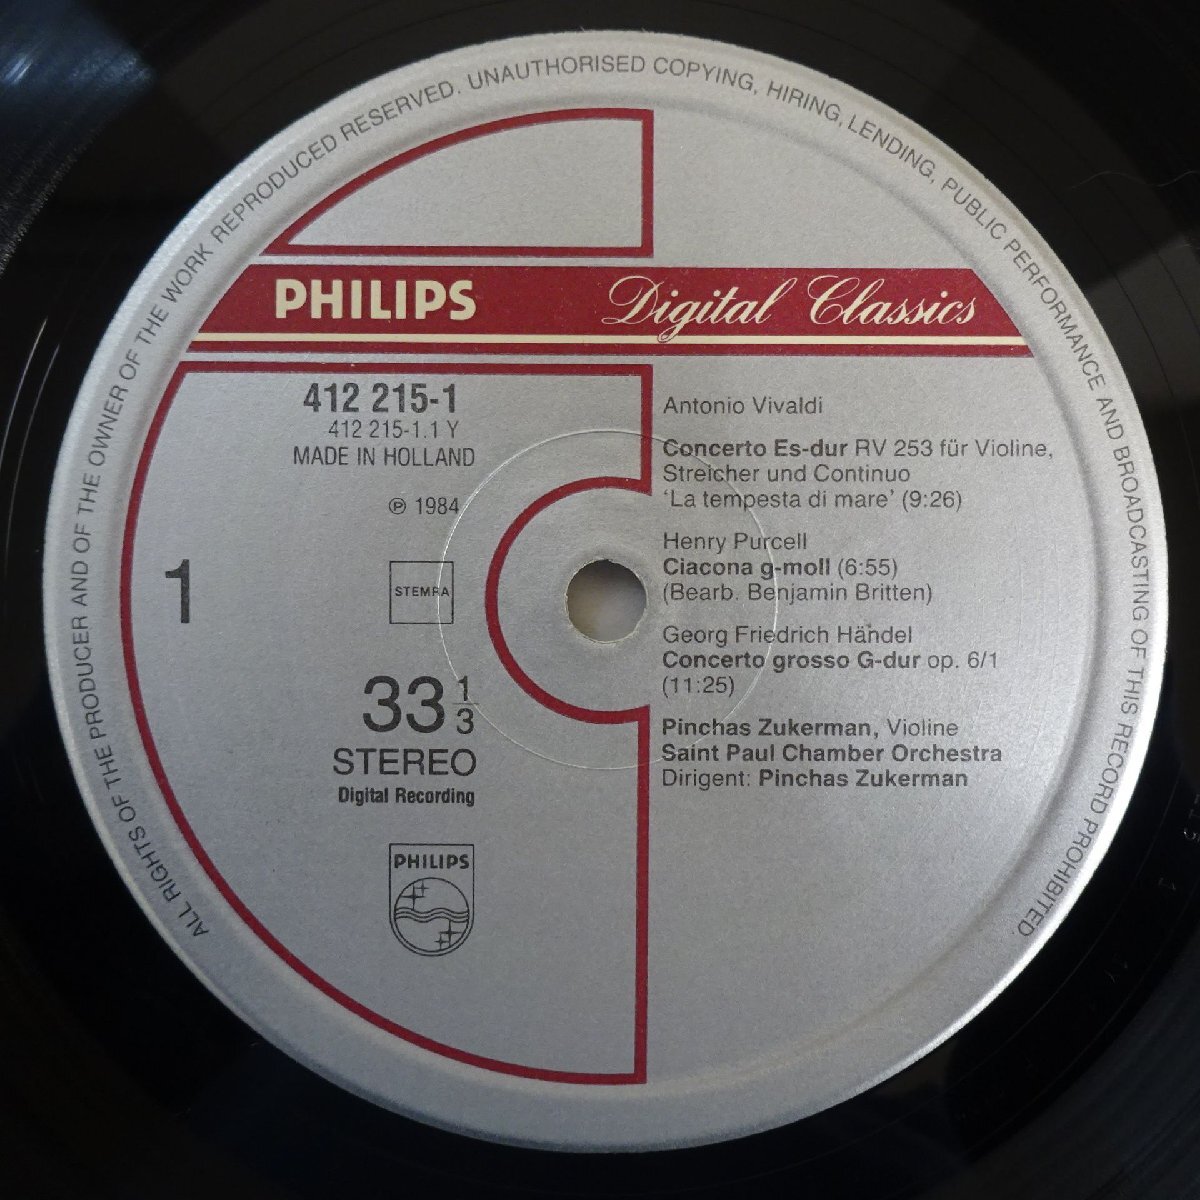 ALL RIGHTS OF THE PRODUCER AND OF THE OWNER OF THE WORK REPRODUCED RESERVED. UNAUTHORISED COPYING, HIRING, LENDING, PUBLIC PERFORMANCE AND BROADCASTING OF THIS RECORD PROHIBITED.
PHILIPS Digital Classics
412 215-1
412 215-1.1 Y
MADE IN HOLLAND
℗ 1984
1
STEMRA
33 1/3
STEREO
Digital Recording
PHILIPS
Antonio Vivaldi
Concerto Es-dur RV 253 für Violine,
Streicher und Continuo
‘La tempesta di mare’ (9:26)
Henry Purcell
Ciacona g-moll (6:55)
(Bearb. Benjamin Britten)
Georg Friedrich Händel
Concerto grosso G-dur op. 6/1
(11:25)
Pinchas Zukerman, Violine
Saint Paul Chamber Orchestra
Dirigent: Pinchas Zukerman